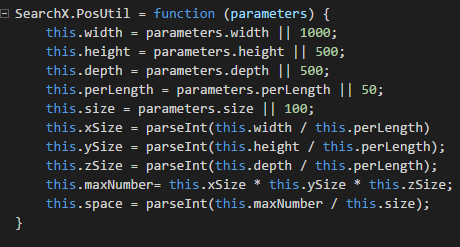 SearchX.PosUtil = function (parameters) {
    this.width = parameters.width || 1000;
    this.height = parameters.height || 500;
    this.depth = parameters.depth || 500;
    this.perLength = parameters.perLength || 50;
    this.size = parameters.size || 100;
    this.xSize = parseInt(this.width / this.perLength)
    this.ySize = parseInt(this.height / this.perLength);
    this.zSize = parseInt(this.depth / this.perLength);
    this.maxNumber= this.xSize * this.ySize * this.zSize;
    this.space = parseInt(this.maxNumber / this.size);
}